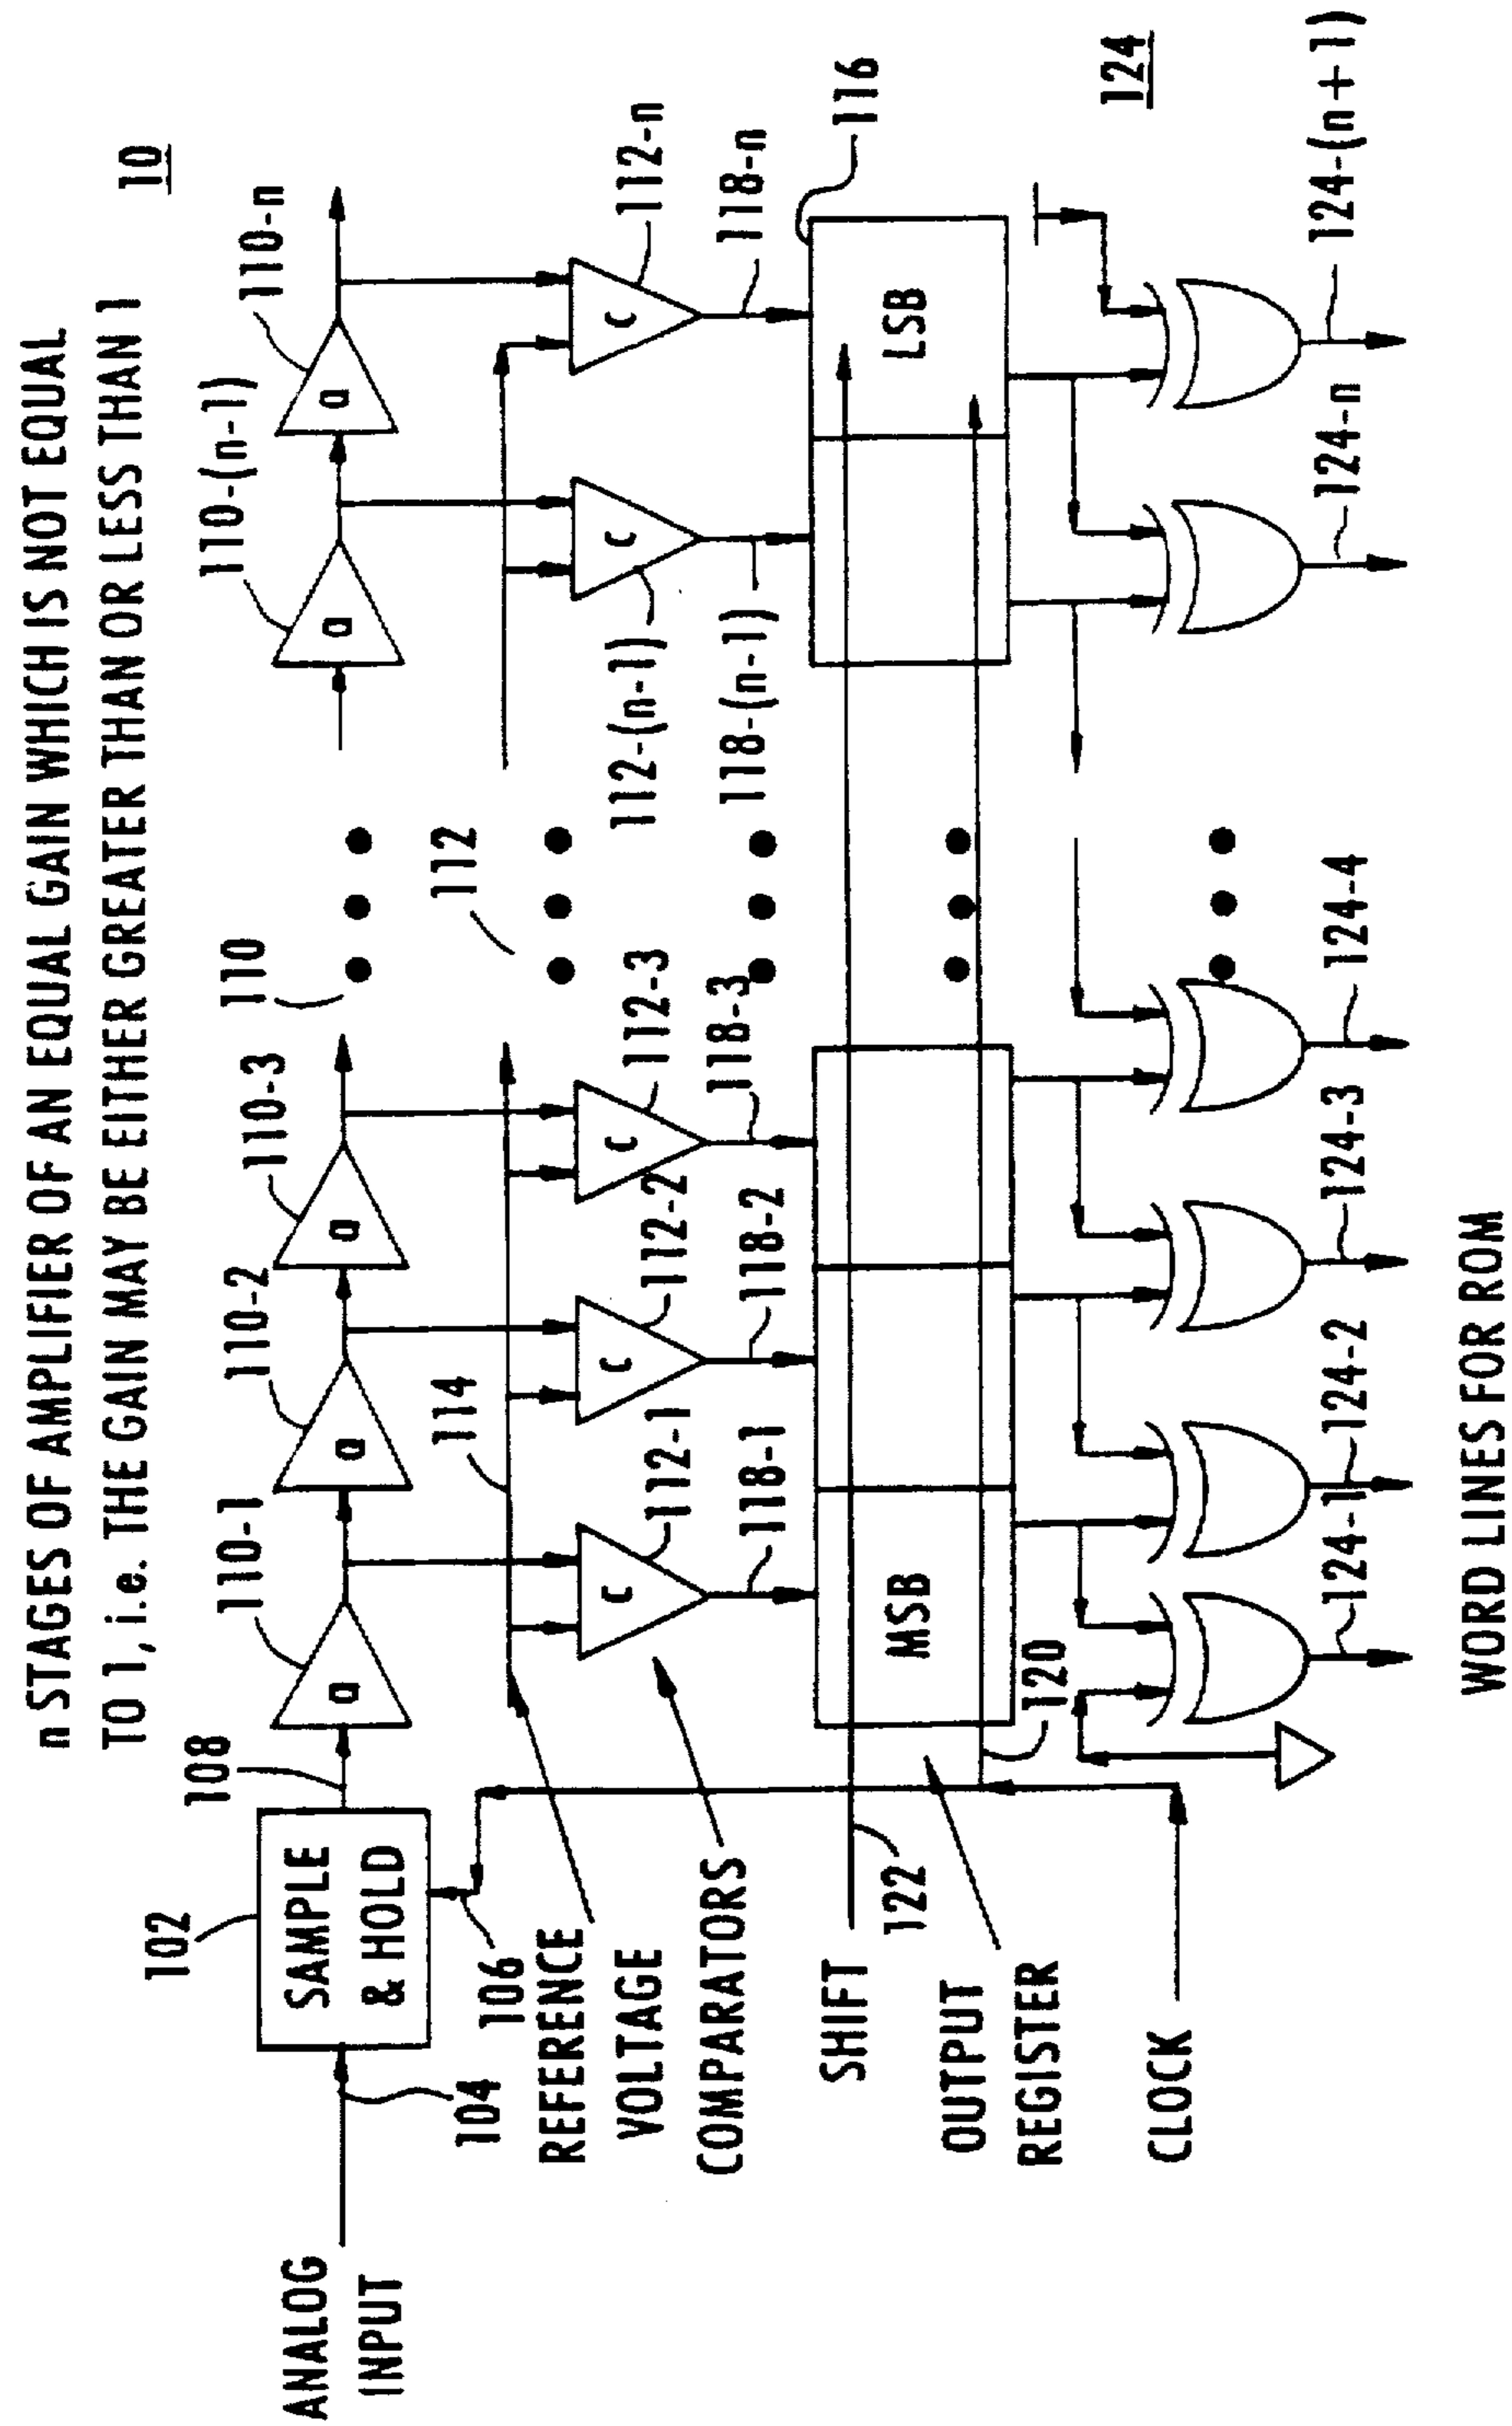 n STAGES OF AMPLIFIER OF AN EQUAL GAIN WHICH IS NOT EQUAL
TO 1, i.e. THE GAIN MAY BE EITHER GREATER THAN OR LESS THAN 1
10
102
108
110-1
110-2
110-3
110
110-(n-1)
110-n
ANALOG
INPUT
SAMPLE
& HOLD
a
a
a
a
a
104
106
114
112
REFERENCE
VOLTAGE
COMPARATORS
C
C
C
C
C
112-1
112-2
112-3
112-(n-1)
112-n
118-1
118-2
118-3
118-(n-1)
118-n
116
SHIFT
122
MSB
LSB
OUTPUT
REGISTER
120
CLOCK
124
124-1
124-2
124-3
124-4
124-n
124-(n+1)
WORD LINES FOR ROM